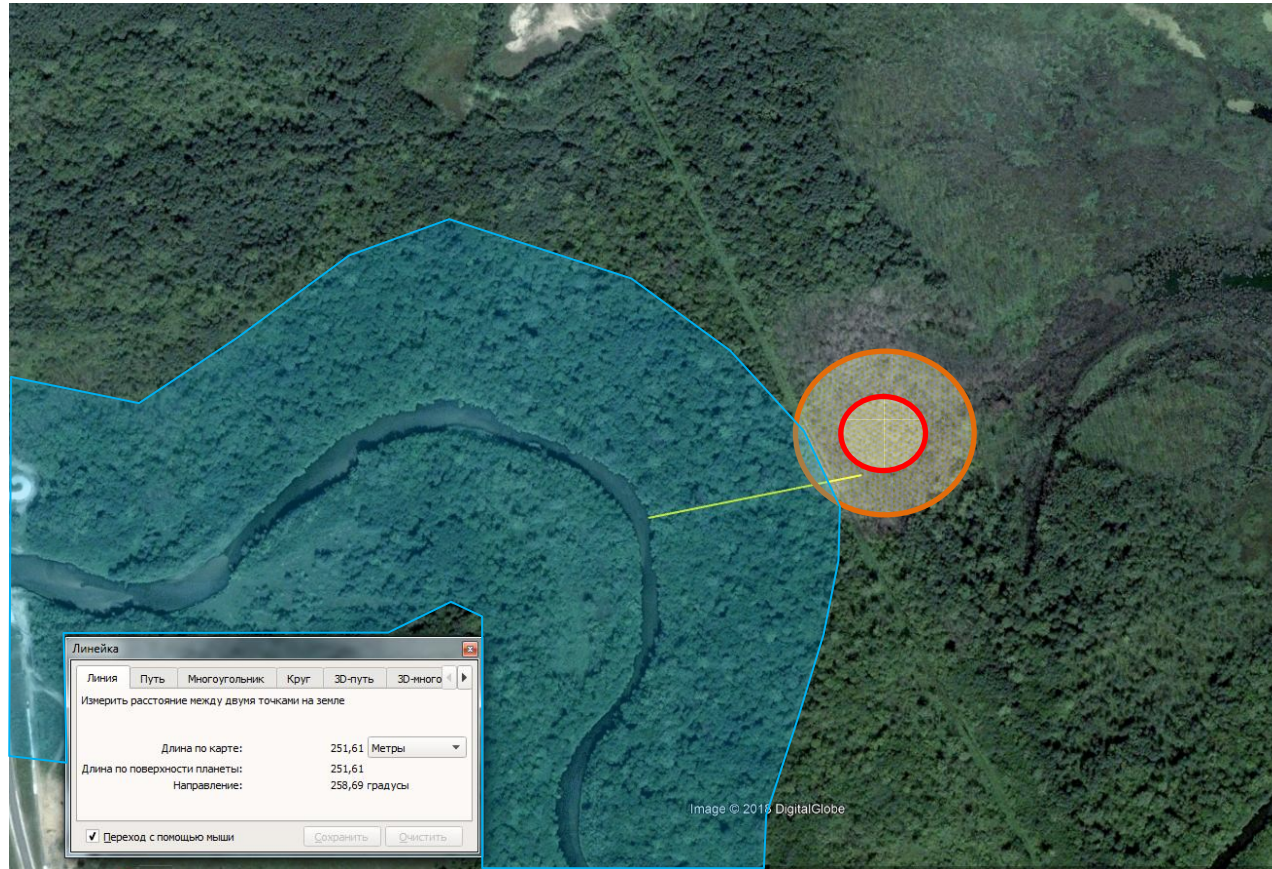 Линейка
Линия Путь Многоугольник Круг 3D-путь 3D-много
Измерить расстояние между двумя точками на земле
Длина по карте: 251,61 Метры
Длина по поверхности планеты: 251,61
Направление: 258,69 градусы
Переход с помощью мыши Сохранить Очистить
Image © 2018 DigitalGlobe